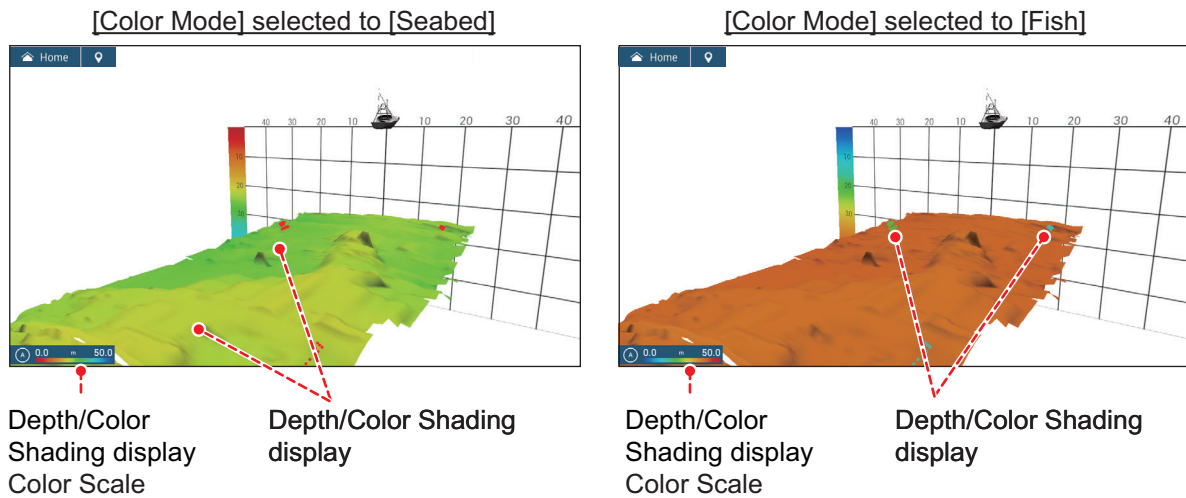 [Color Mode] selected to [Seabed]
Home
40 30 20 10 10 20 30 40
10
20
30
A 0.0 m 50.0
Depth/Color
Shading display
Color Scale
Depth/Color Shading
display
[Color Mode] selected to [Fish]
Home
40 30 20 10 10 20 30 40
10
20
30
A 0.0 m 50.0
Depth/Color
Shading display
Color Scale
Depth/Color Shading
display